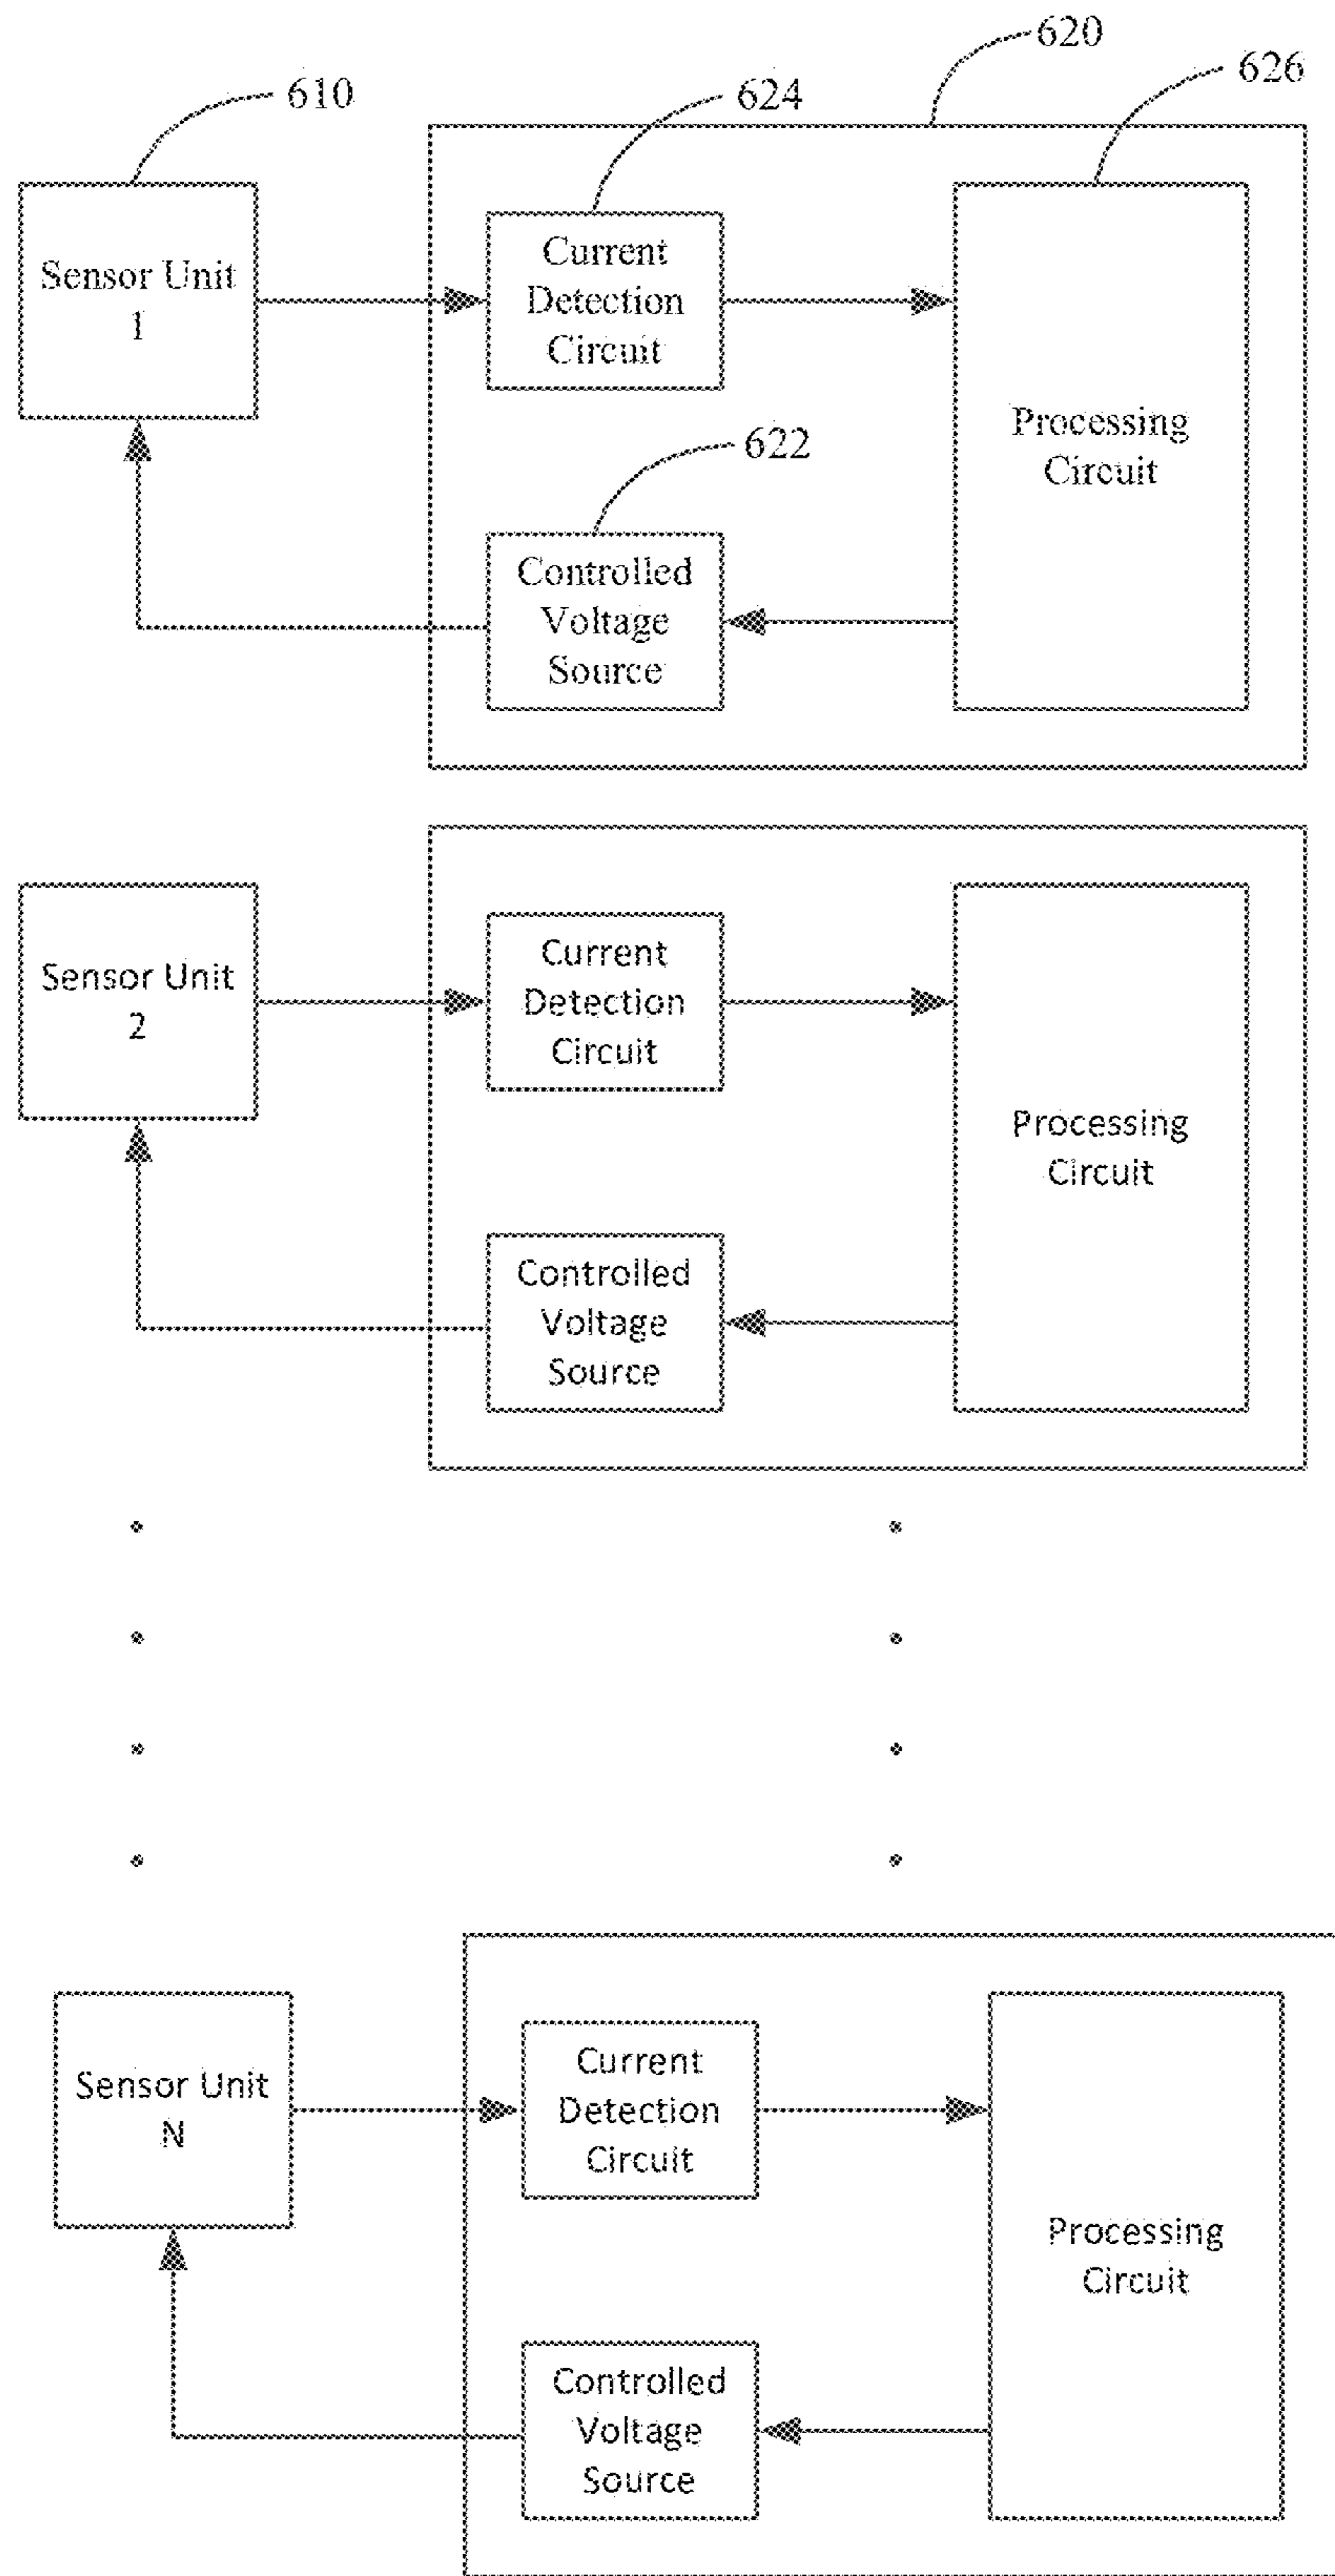 620
626
610
624
Sensor Unit
1
Current
Detection
Circuit
Processing
Circuit
622
Controlled
Voltage
Source
Sensor Unit
2
Current
Detection
Circuit
Processing
Circuit
Controlled
Voltage
Source
Sensor Unit
N
Current
Detection
Circuit
Processing
Circuit
Controlled
Voltage
Source